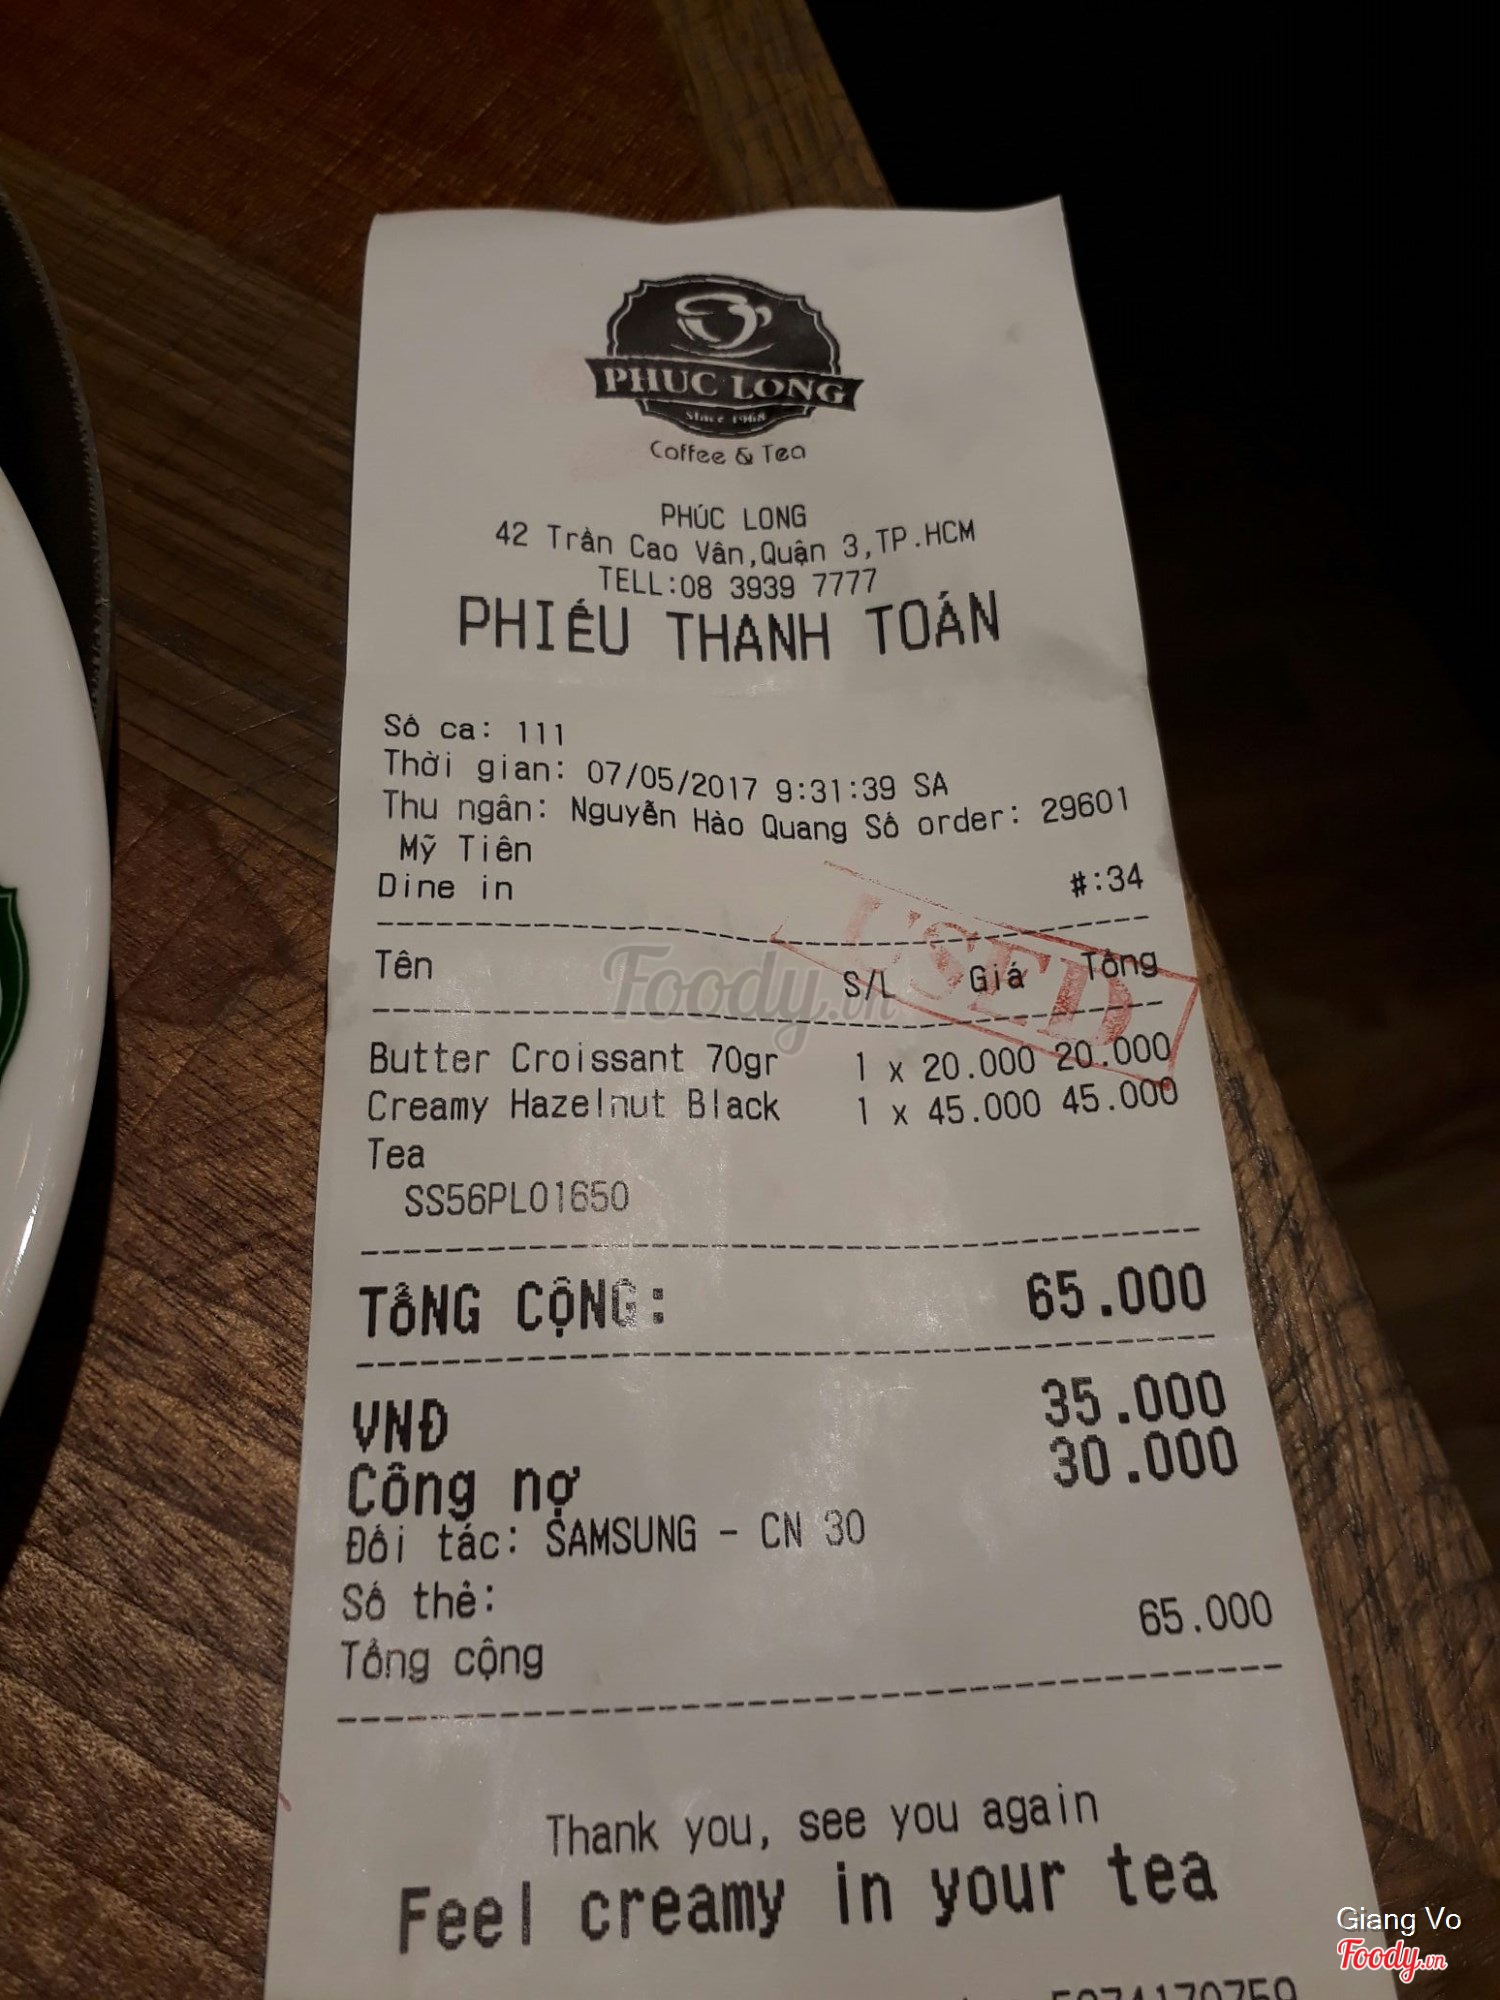 PHUC LONG
Since 1968
Coffee & Tea
PHÚC LONG
42 Trần Cao Vân,Quận 3,TP.HCM
TELL:08 3939 7777
PHIẾU THANH TOÁN
Số ca: 111
Thời gian: 07/05/2017 9:31:39 SA
Thu ngân: Nguyễn Hào Quang Số order: 29601
Mỹ Tiên
Dine in #:34
USED
Tên S/L Giá Tổng
Foody.vn
Butter Croissant 70gr 1 x 20.000 20.000
Creamy Hazelnut Black 1 x 45.000 45.000
Tea
SS56PL01650
TỔNG CỘNG: 65.000
VNĐ 35.000
Công nợ 30.000
Đối tác: SAMSUNG - CN 30
Số thẻ:
Tổng cộng 65.000
Thank you, see you again
Feel creamy in your tea
Giang Vo
Foody.vn